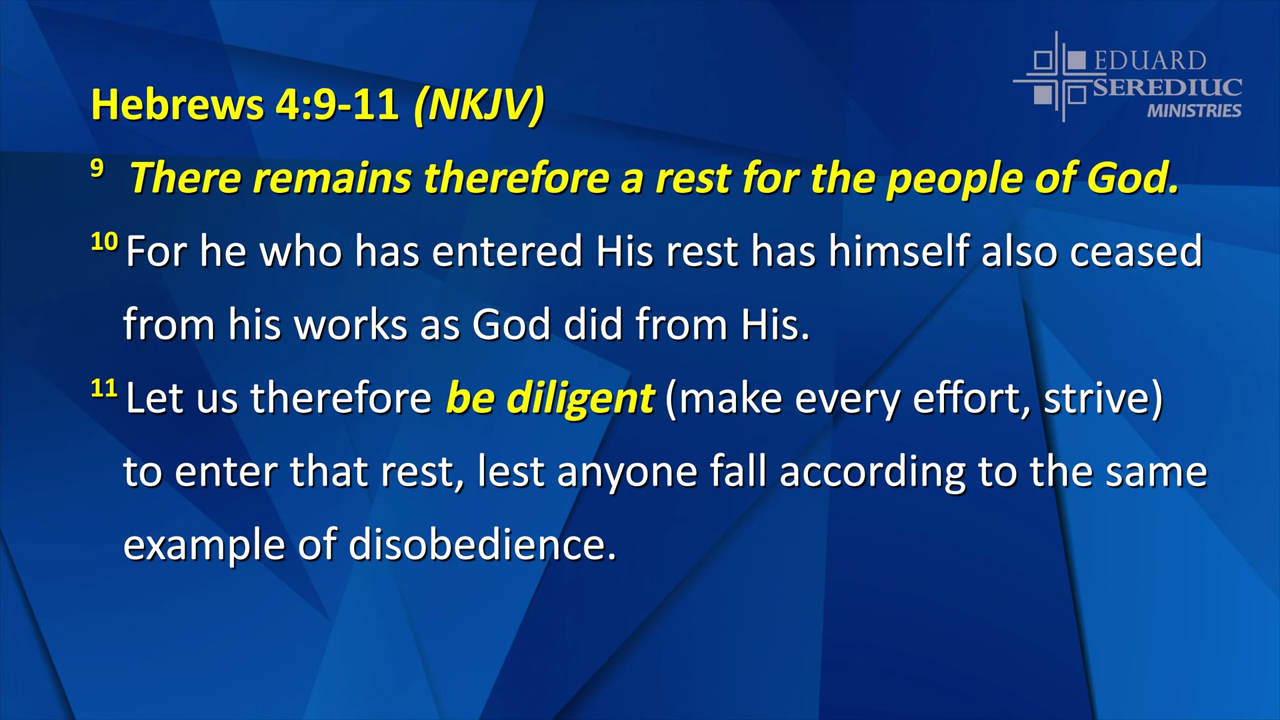 EDUARD
SEREDIUC
MINISTRIES
Hebrews 4:9-11 (NKJV)
9 There remains therefore a rest for the people of God.
10 For he who has entered His rest has himself also ceased
from his works as God did from His.
11 Let us therefore be diligent (make every effort, strive)
to enter that rest, lest anyone fall according to the same
example of disobedience.